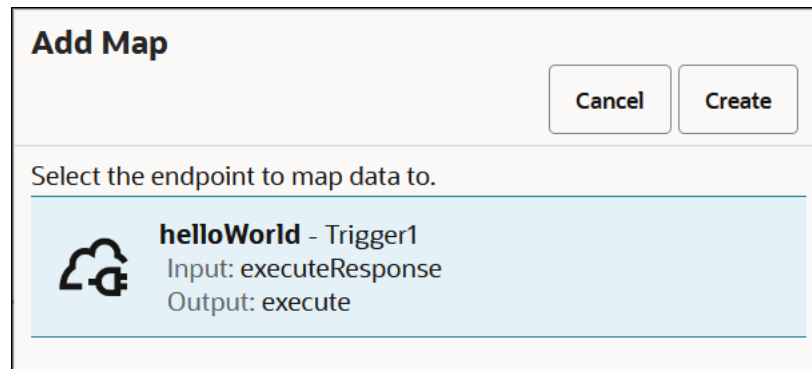 Add Map
Cancel Create
Select the endpoint to map data to.
helloWorld - Trigger1
Input: executeResponse
Output: execute